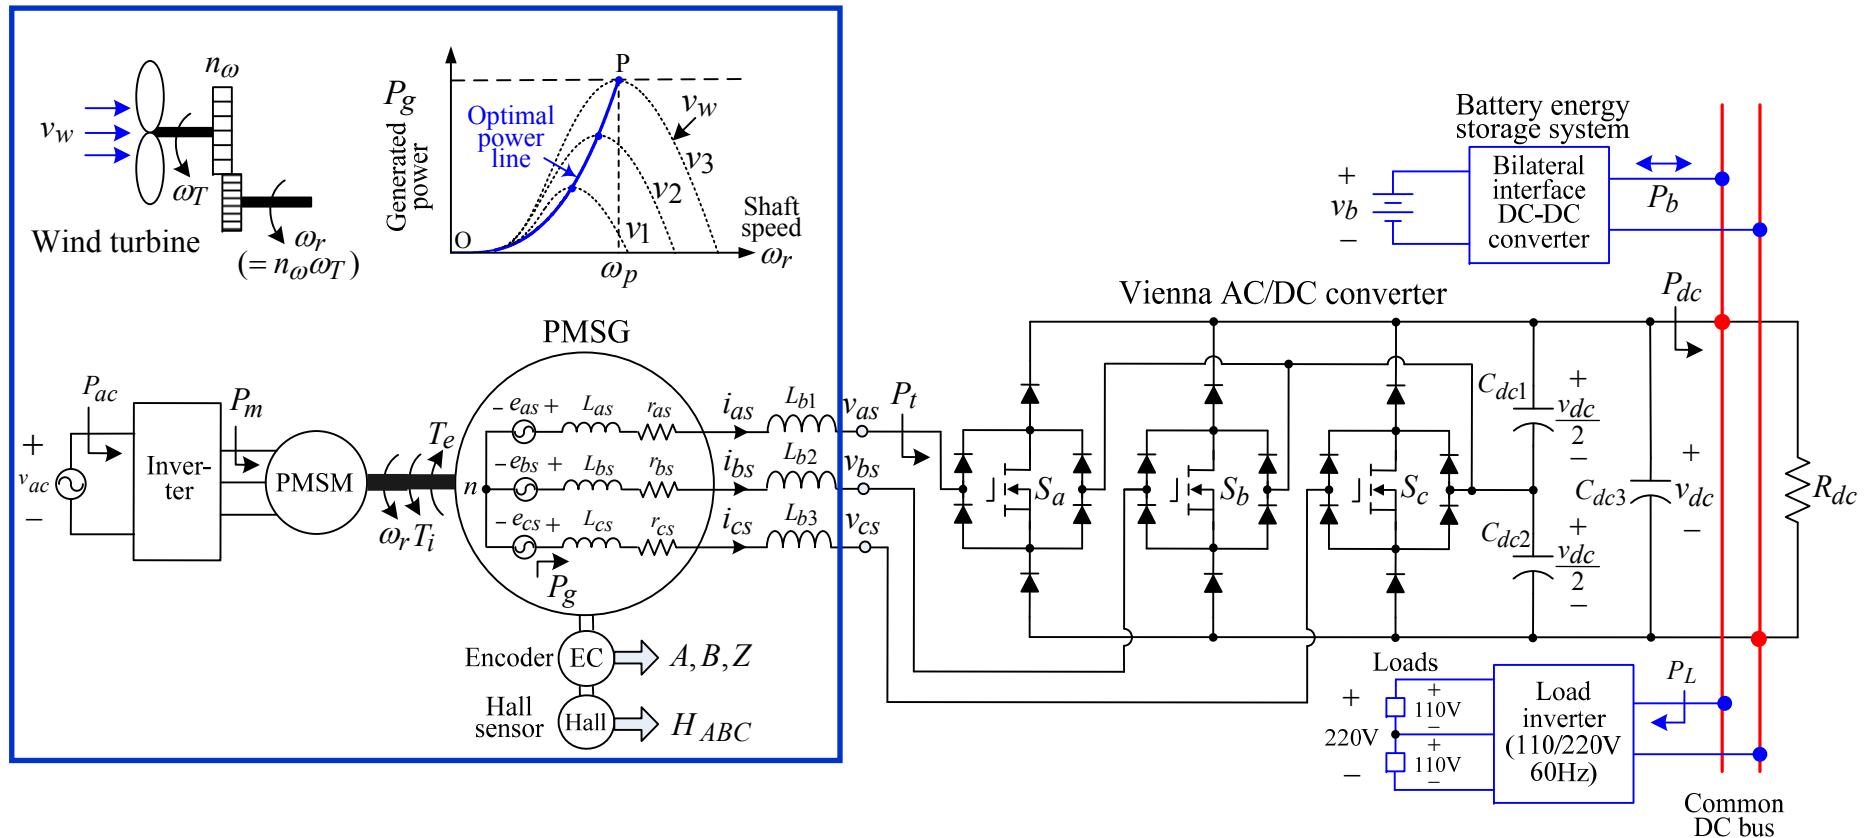 nω
vw
ωT
Wind turbine
ωr
(= nωωT)
Pg
Generated
power
P
Optimal
power
line
vw
v3
v2
v1
O
Shaft
speed
ωr
ωp
PMSG
Pac
+
vac
−
Inver-
ter
Pm
PMSM
Te
ωr Ti
n
− eas +
Las
ras
ias
Lb1
vas
− ebs +
Lbs
rbs
ibs
Lb2
vbs
− ecs +
Lcs
rcs
ics
Lb3
vcs
Pg
Pt
Encoder
EC
A, B, Z
Hall
sensor
Hall
HABC
Vienna AC/DC converter
Sa
Sb
Sc
Cdc1
+
vdc
2
−
Cdc2
+
vdc
2
−
Cdc3
+
vdc
−
Pdc
Rdc
Battery energy
storage system
+
vb
−
Bilateral
interface
DC-DC
converter
Pb
Loads
+
220V
−
+
110V
−
+
110V
−
Load
inverter
(110/220V
60Hz)
PL
Common
DC bus